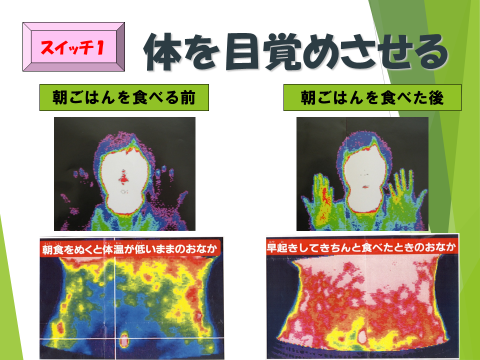 スイッチ1
体を目覚めさせる
朝ごはんを食べる前
朝ごはんを食べた後
朝食をぬくと体温が低いままのおなか
早起きしてきちんと食べたときのおなか